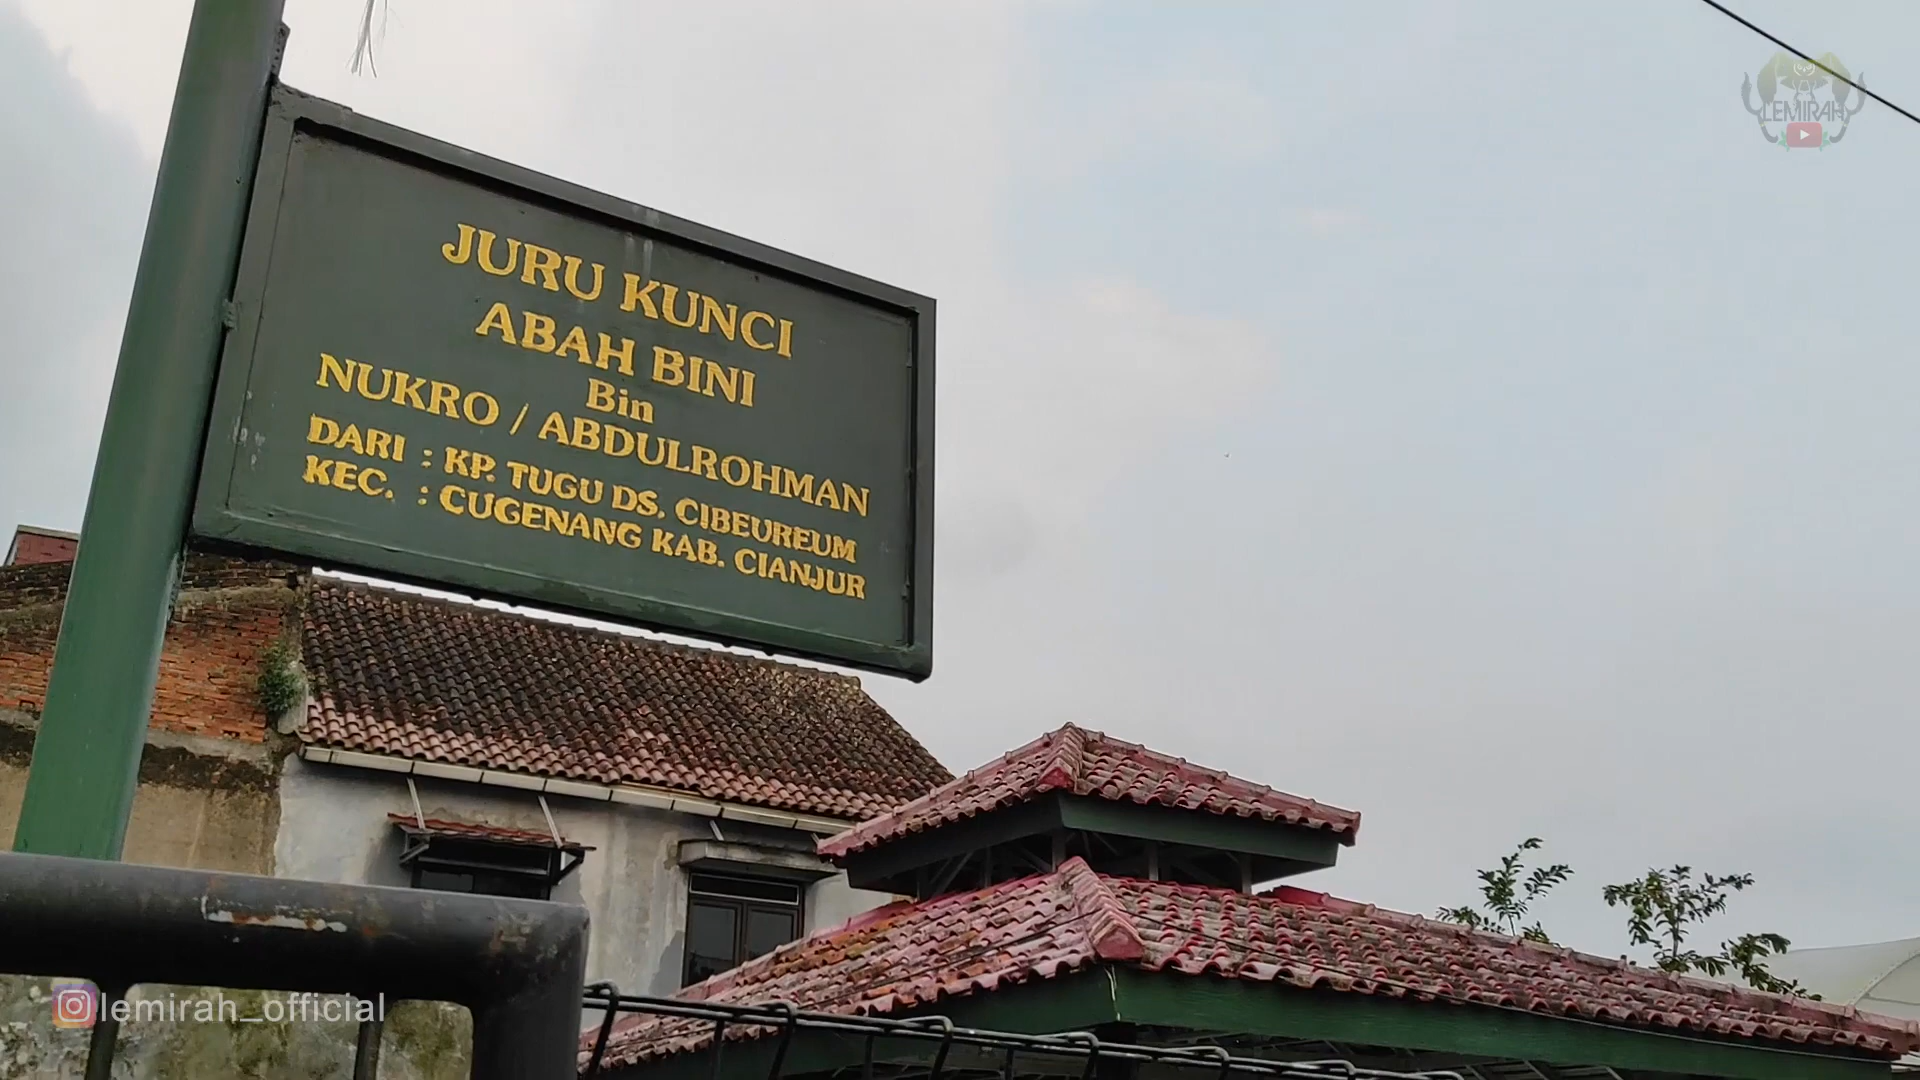 JURU KUNCI
ABAH BINI
Bin
NUKRO / ABDULROHMAN
DARI : KP. TUGU DS. CIBEUREUM
KEC. : CUGENANG KAB. CIANJUR
LEMIRAH
lemirah_official